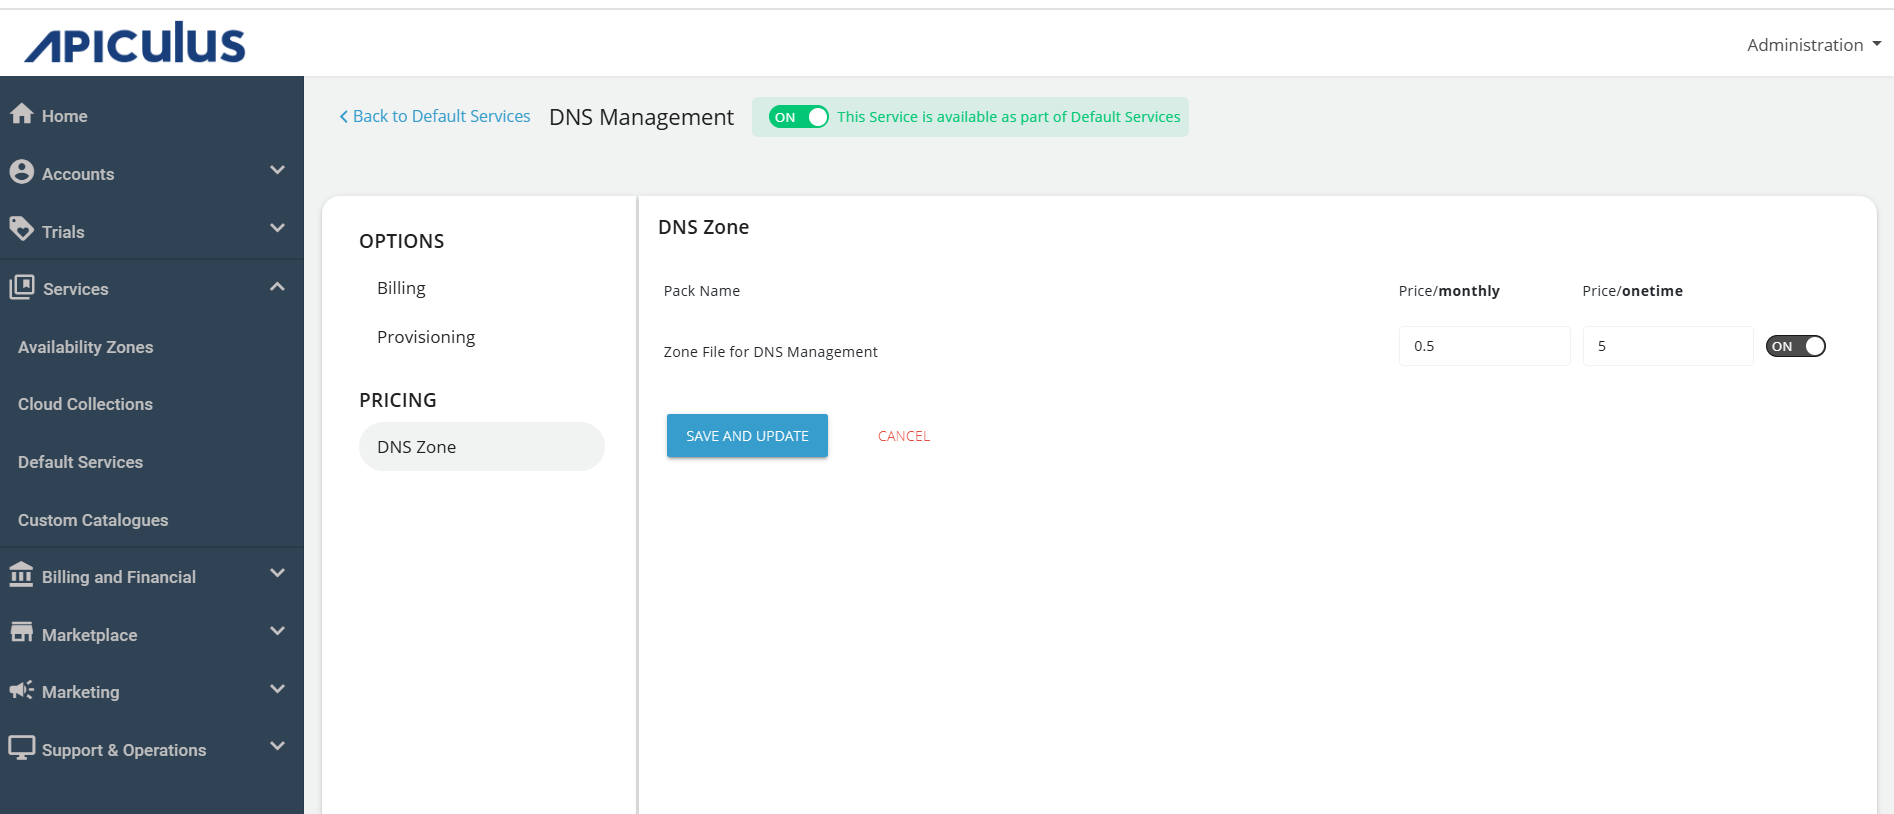 APICULUS
Administration
Home
Accounts
Trials
Services
Availability Zones
Cloud Collections
Default Services
Custom Catalogues
Billing and Financial
Marketplace
Marketing
Support & Operations
Back to Default Services
DNS Management
ON This Service is available as part of Default Services
OPTIONS
Billing
Provisioning
PRICING
DNS Zone
DNS Zone
Pack Name Price/monthly Price/onetime
Zone File for DNS Management 0.5 5 ON
SAVE AND UPDATE CANCEL